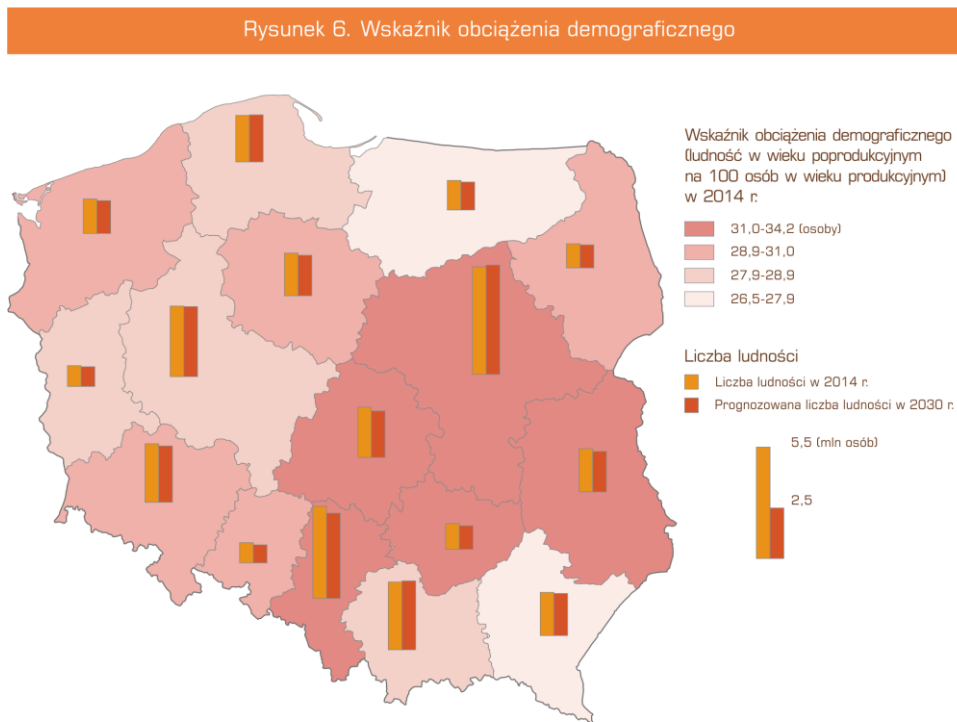 Rysunek 6. Wskaźnik obciążenia demograficznego
Wskaźnik obciążenia demograficznego
(ludność w wieku poprodukcyjnym
na 100 osób w wieku produkcyjnym)
w 2014 r.
31,0-34,2 (osoby)
28,9-31,0
27,9-28,9
26,5-27,9
Liczba ludności
Liczba ludności w 2014 r.
Prognozowana liczba ludności w 2030 r.
5,5 (mln osób)
2,5